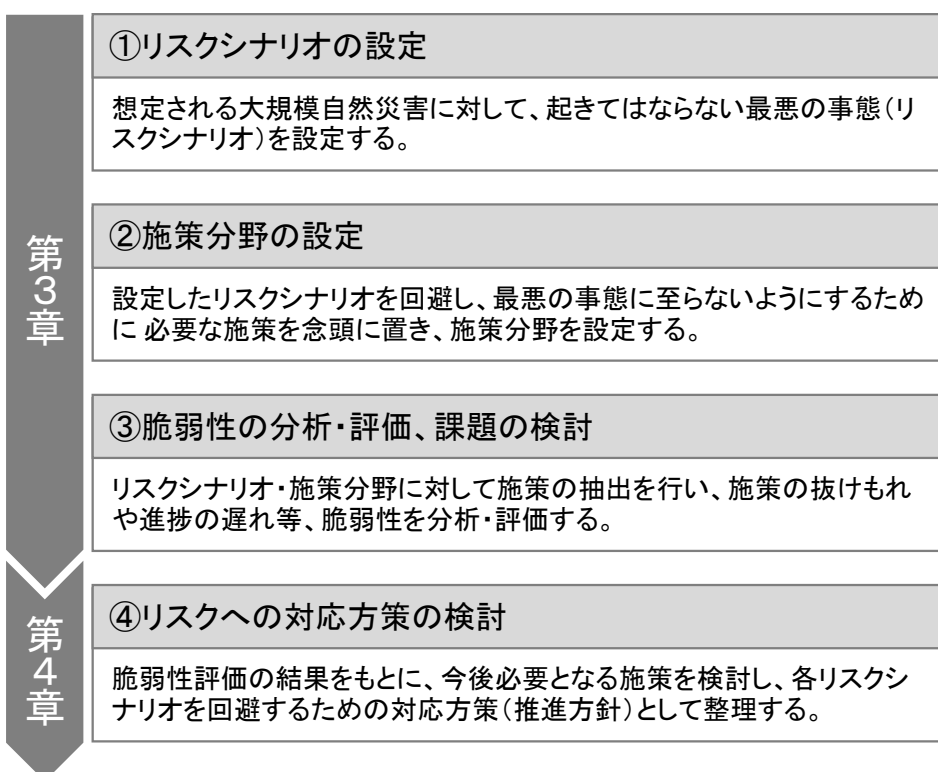 第3章
①リスクシナリオの設定
想定される大規模自然災害に対して、起きてはならない最悪の事態（リ
スクシナリオ）を設定する。
②施策分野の設定
設定したリスクシナリオを回避し、最悪の事態に至らないようにするため
に 必要な施策を念頭に置き、施策分野を設定する。
③脆弱性の分析・評価、課題の検討
リスクシナリオ・施策分野に対して施策の抽出を行い、施策の抜けもれ
や進捗の遅れ等、脆弱性を分析・評価する。
第4章
④リスクへの対応方策の検討
脆弱性評価の結果をもとに、今後必要となる施策を検討し、各リスクシ
ナリオを回避するための対応方策（推進方針）として整理する。